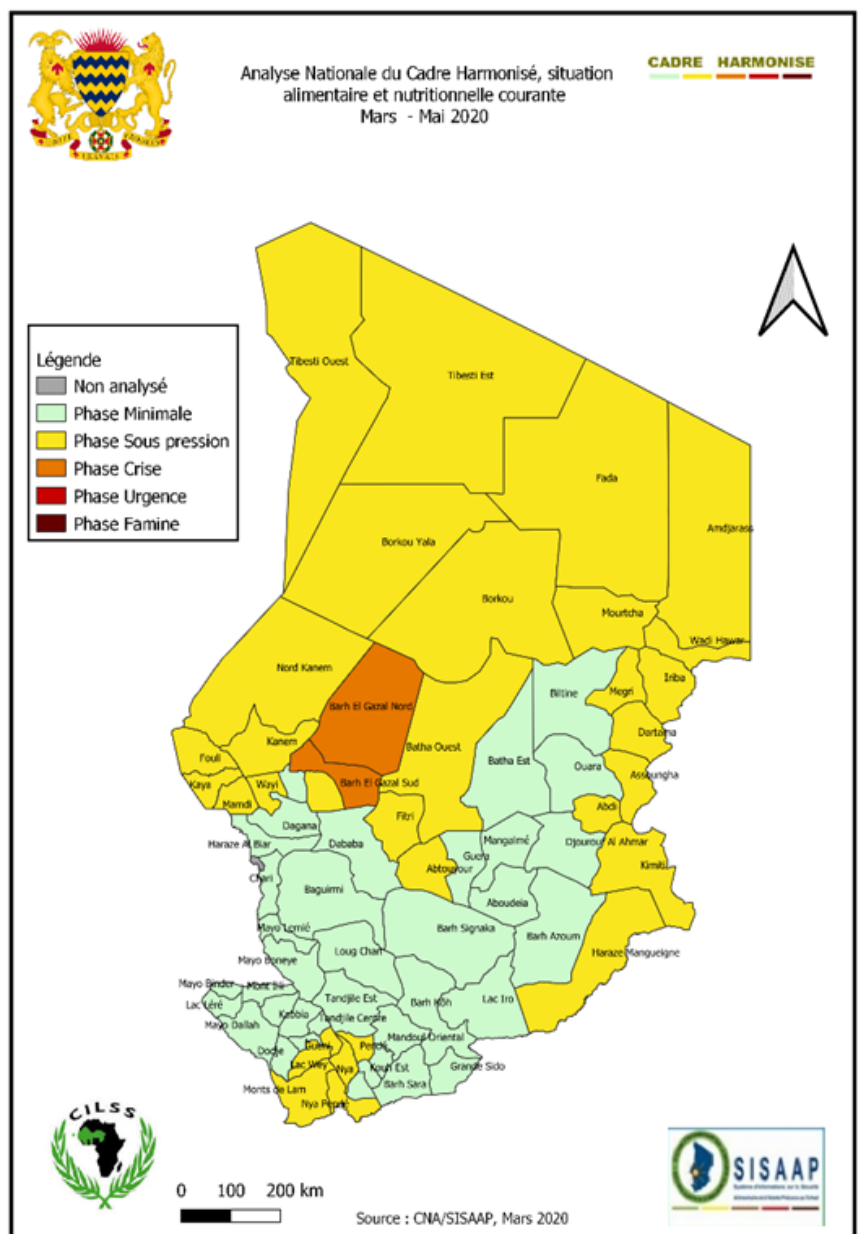 Analyse Nationale du Cadre Harmonisé, situation
alimentaire et nutritionnelle courante
Mars - Mai 2020
CADRE HARMONISE
Légende
Non analysé
Phase Minimale
Phase Sous pression
Phase Crise
Phase Urgence
Phase Famine
Tibesti Ouest
Tibesti Est
Fada
Amdjarass
Borkou Yala
Borkou
Mourtcha
Wadi Hawar
Nord Kanem
Iriba
Biltine
Megri
Barh El Gazal Nord
Dartama
Kanem
Batha Ouest
Fouli
Batha Est
Ouara
Assoungha
Kaya
Wayi
Barh El Gazal Sud
Mamdi
Abdi
Fitri
Dagana
Haraze Al Biar
Dababa
Mangalmé
Djourouf Al Ahmar
Guera
Kimiti
Abtouyour
Chari
Baguirmi
Aboudeia
Mayo Lemié
Barh Signaka
Barh Azoum
Loug Chari
Haraze Mangueigne
Mayo Boneye
Mayo Binder
Mont Illi
Lac Léré
Tandjile Est
Barh Kôh
Lac Iro
Kabbia
Tandjile Centre
Mayo Dallah
Mandoul Oriental
Dodje
Gueni
Pendé
Lac Wey
Nya
Kouh Est
Grande Sido
Monts de Lam
Barh Sara
Nya Pendé
CILSS
SISAAP
0 100 200 km
Source : CNA/SISAAP, Mars 2020